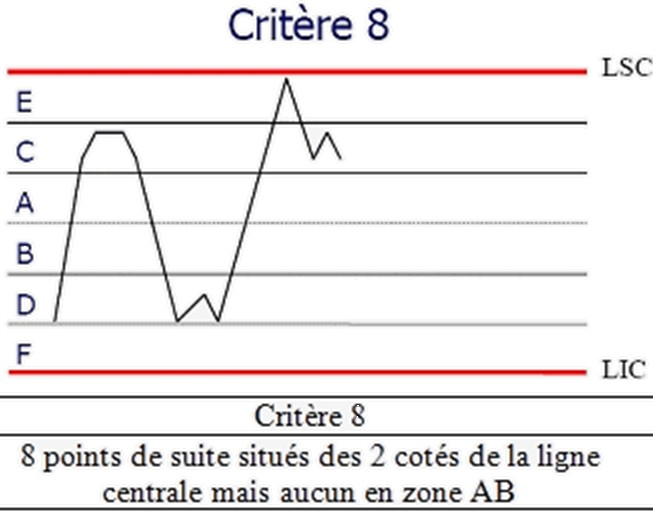 Critère 8
LSC
E
C
A
B
D
F
LIC
Critère 8
8 points de suite situés des 2 cotés de la ligne
centrale mais aucun en zone AB